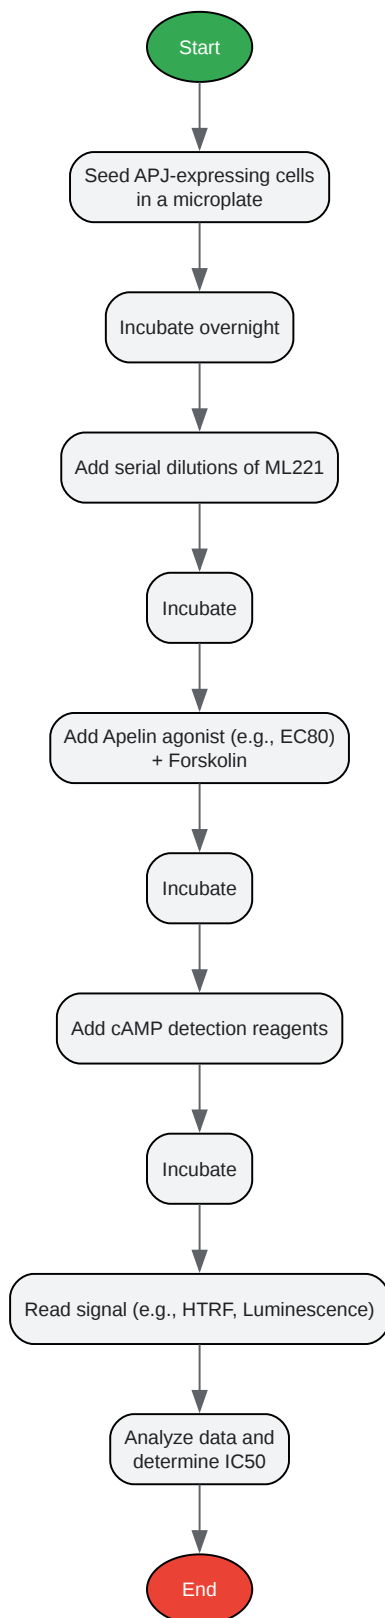 Start
Seed APJ-expressing cells
in a microplate
Incubate overnight
Add serial dilutions of ML221
Incubate
Add Apelin agonist (e.g., EC80)
+ Forskolin
Incubate
Add cAMP detection reagents
Incubate
Read signal (e.g., HTRF, Luminescence)
Analyze data and
determine IC50
End